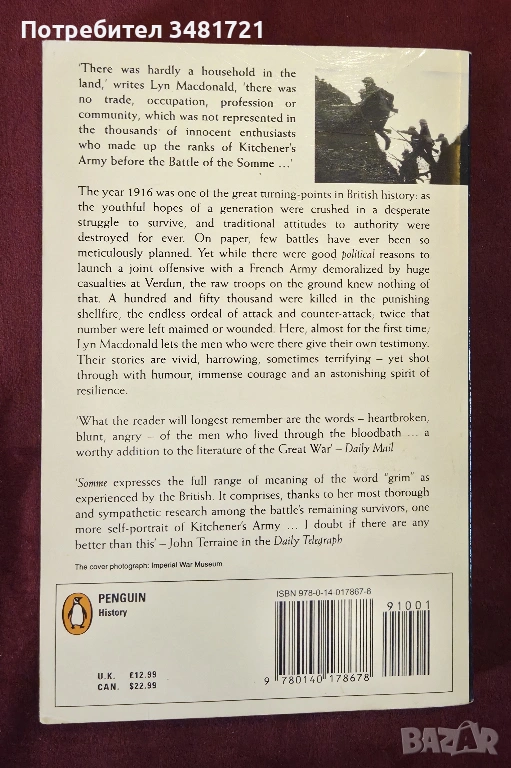 Потребител 3481721
'There was hardly a household in the
land,' writes Lyn Macdonald, 'there was
no trade, occupation, profession or
community, which was not represented in
the thousands of innocent enthusiasts
who made up the ranks of Kitchener's
Army before the Battle of the Somme ...'
The year 1916 was one of the great turning-points in British history: as
the youthful hopes of a generation were crushed in a desperate
struggle to survive, and traditional attitudes to authority were
destroyed for ever. On paper, few battles have ever been so
meticulously planned. Yet while there were good political reasons to
launch a joint offensive with a French Army demoralized by huge
casualties at Verdun, the raw troops on the ground knew nothing of
that. A hundred and fifty thousand were killed in the punishing
shellfire, the endless ordeal of attack and counter-attack; twice that
number were left maimed or wounded. Here, almost for the first time,
Lyn Macdonald lets the men who were there give their own testimony.
Their stories are vivid, harrowing, sometimes terrifying – yet shot
through with humour, immense courage and an astonishing spirit of
resilience.
'What the reader will longest remember are the words – heartbroken,
blunt, angry – of the men who lived through the bloodbath ... a
worthy addition to the literature of the Great War' – Daily Mail
'Somme expresses the full range of meaning of the word "grim" as
experienced by the British. It comprises, thanks to her most thorough
and sympathetic research among the battle's remaining survivors, one
more self-portrait of Kitchener's Army ... I doubt if there are any
better than this' – John Terraine in the Daily Telegraph
The cover photograph: Imperial War Museum
PENGUIN
History
U.K. £12.99
CAN. $22.99
ISBN 978-0-14-017867-8
91001
9 780140 178678
BAZAR